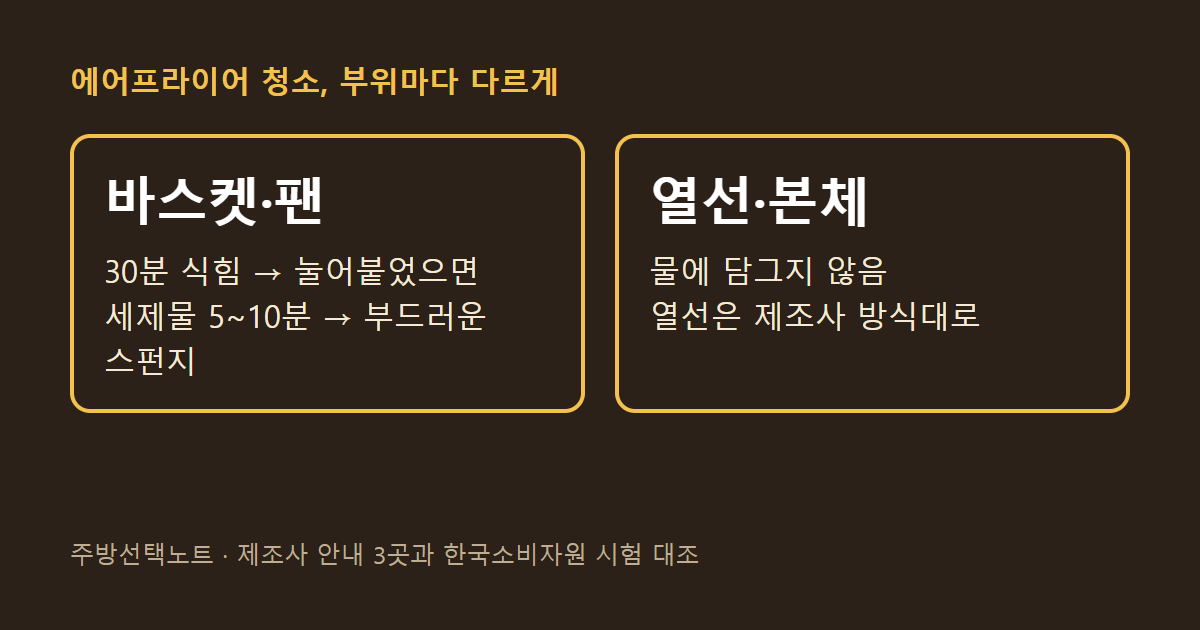 에어프라이어 청소, 부위마다 다르게
바스켓·팬
30분 식힘 → 눌어붙었으면
세제물 5~10분 → 부드러운
스펀지
열선·본체
물에 담그지 않음
열선은 제조사 방식대로
주방선택노트 · 제조사 안내 3곳과 한국소비자원 시험 대조